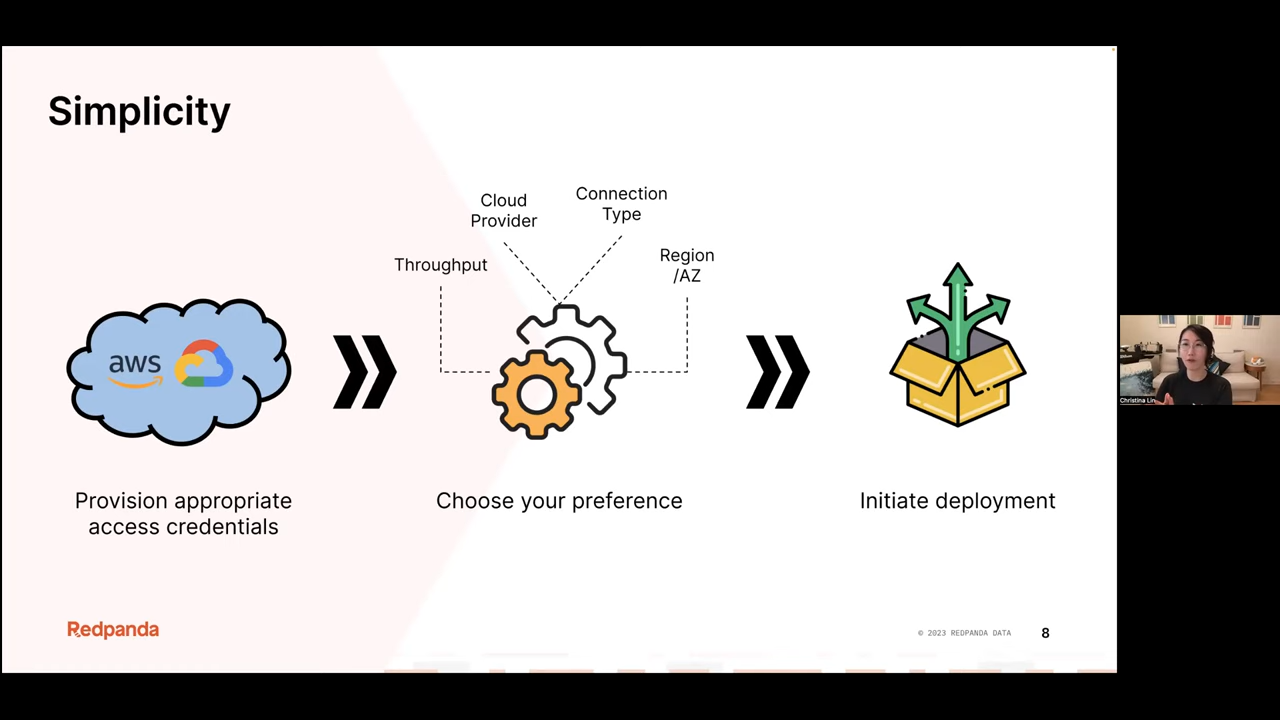 Simplicity
Cloud
Provider
Connection
Type
Throughput
Region
/AZ
aws
Provision appropriate
access credentials
Choose your preference
Initiate deployment
Redpanda
© 2023 REDPANDA DATA
8
Christina Lin